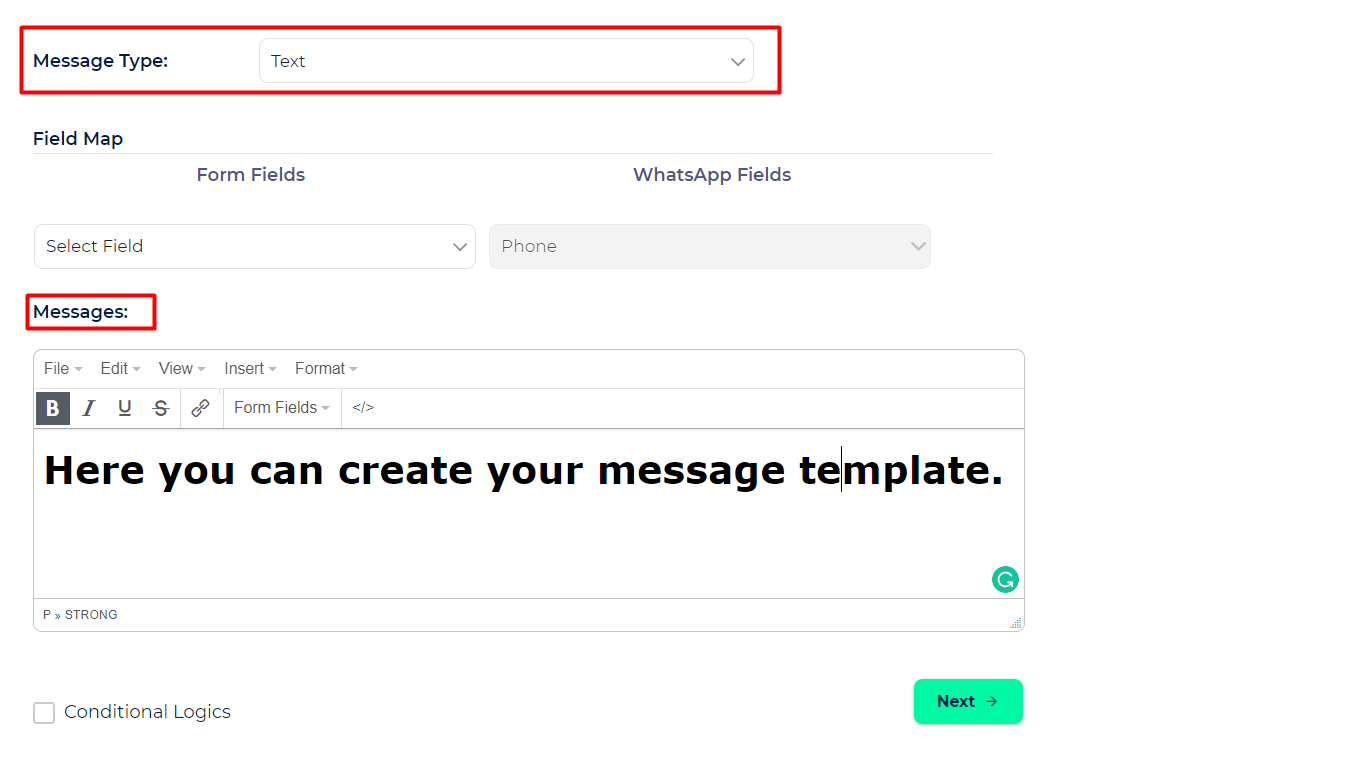 Message Type: Text
Field Map
Form Fields WhatsApp Fields
Select Field Phone
Messages:
File Edit View Insert Format
B I U S Form Fields </>
Here you can create your message template.
P » STRONG
Conditional Logics
Next →